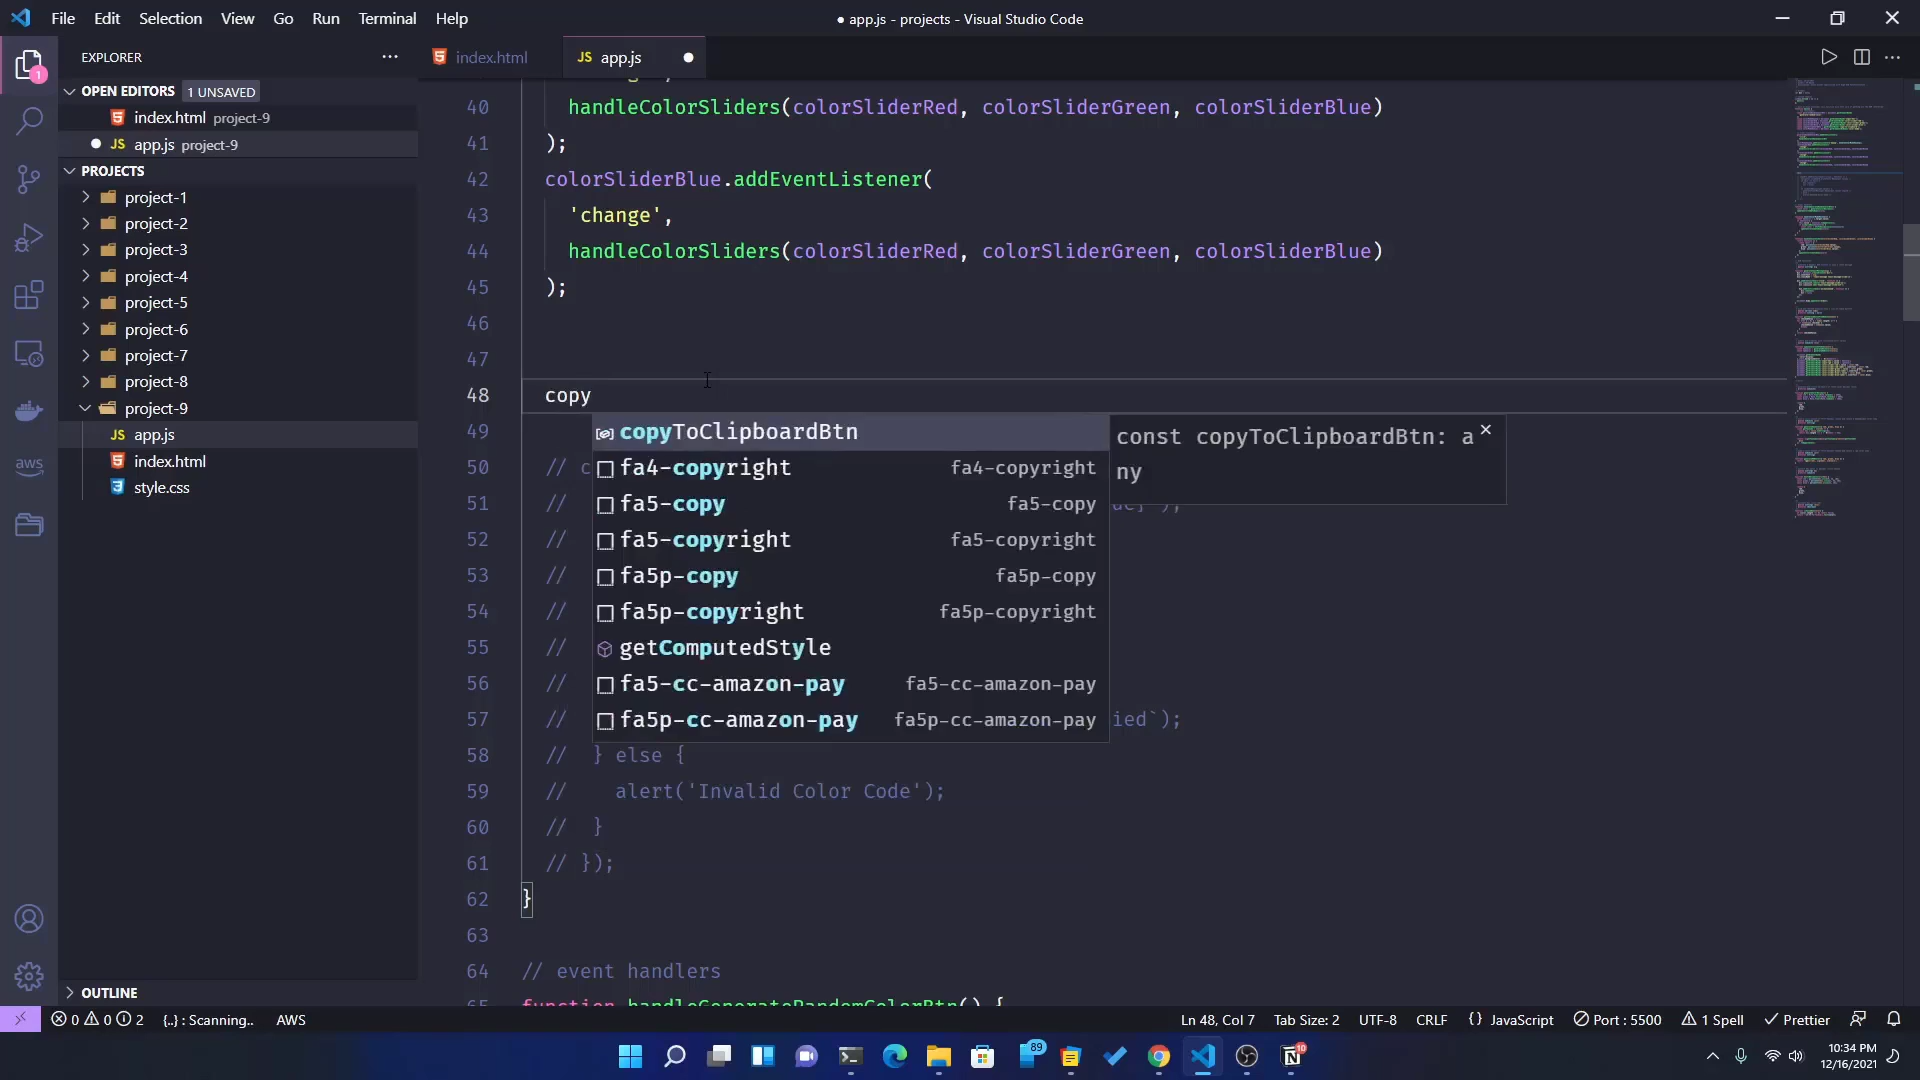 File Edit Selection View Go Run Terminal Help
● app.js - projects - Visual Studio Code
EXPLORER
OPEN EDITORS 1 UNSAVED
index.html project-9
app.js project-9
PROJECTS
project-1
project-2
project-3
project-4
project-5
project-6
project-7
project-8
project-9
app.js
index.html
style.css
OUTLINE
1
aws
index.html
JS app.js
40 handleColorSliders(colorSliderRed, colorSliderGreen, colorSliderBlue)
41 );
42 colorSliderBlue.addEventListener(
43 'change',
44 handleColorSliders(colorSliderRed, colorSliderGreen, colorSliderBlue)
45 );
46
47
48 copy
49
50 // c
51 //
52 //
53 //
54 //
55 //
56 //
57 // ied`);
58 // } else {
59 // alert('Invalid Color Code');
60 // }
61 // });
62 }
63
64 // event handlers
65 function handleGenerateRandomColorBtn() {
copyToClipboardBtn
fa4-copyright fa4-copyright
fa5-copy fa5-copy
fa5-copyright fa5-copyright
fa5p-copy fa5p-copy
fa5p-copyright fa5p-copyright
getComputedStyle
fa5-cc-amazon-pay fa5-cc-amazon-pay
fa5p-cc-amazon-pay fa5p-cc-amazon-pay
const copyToClipboardBtn: a
ny
0 0 2 {..} : Scanning.. AWS
Ln 48, Col 7 Tab Size: 2 UTF-8 CRLF {} JavaScript Port : 5500 1 Spell Prettier
89
10
10:34 PM
12/16/2021